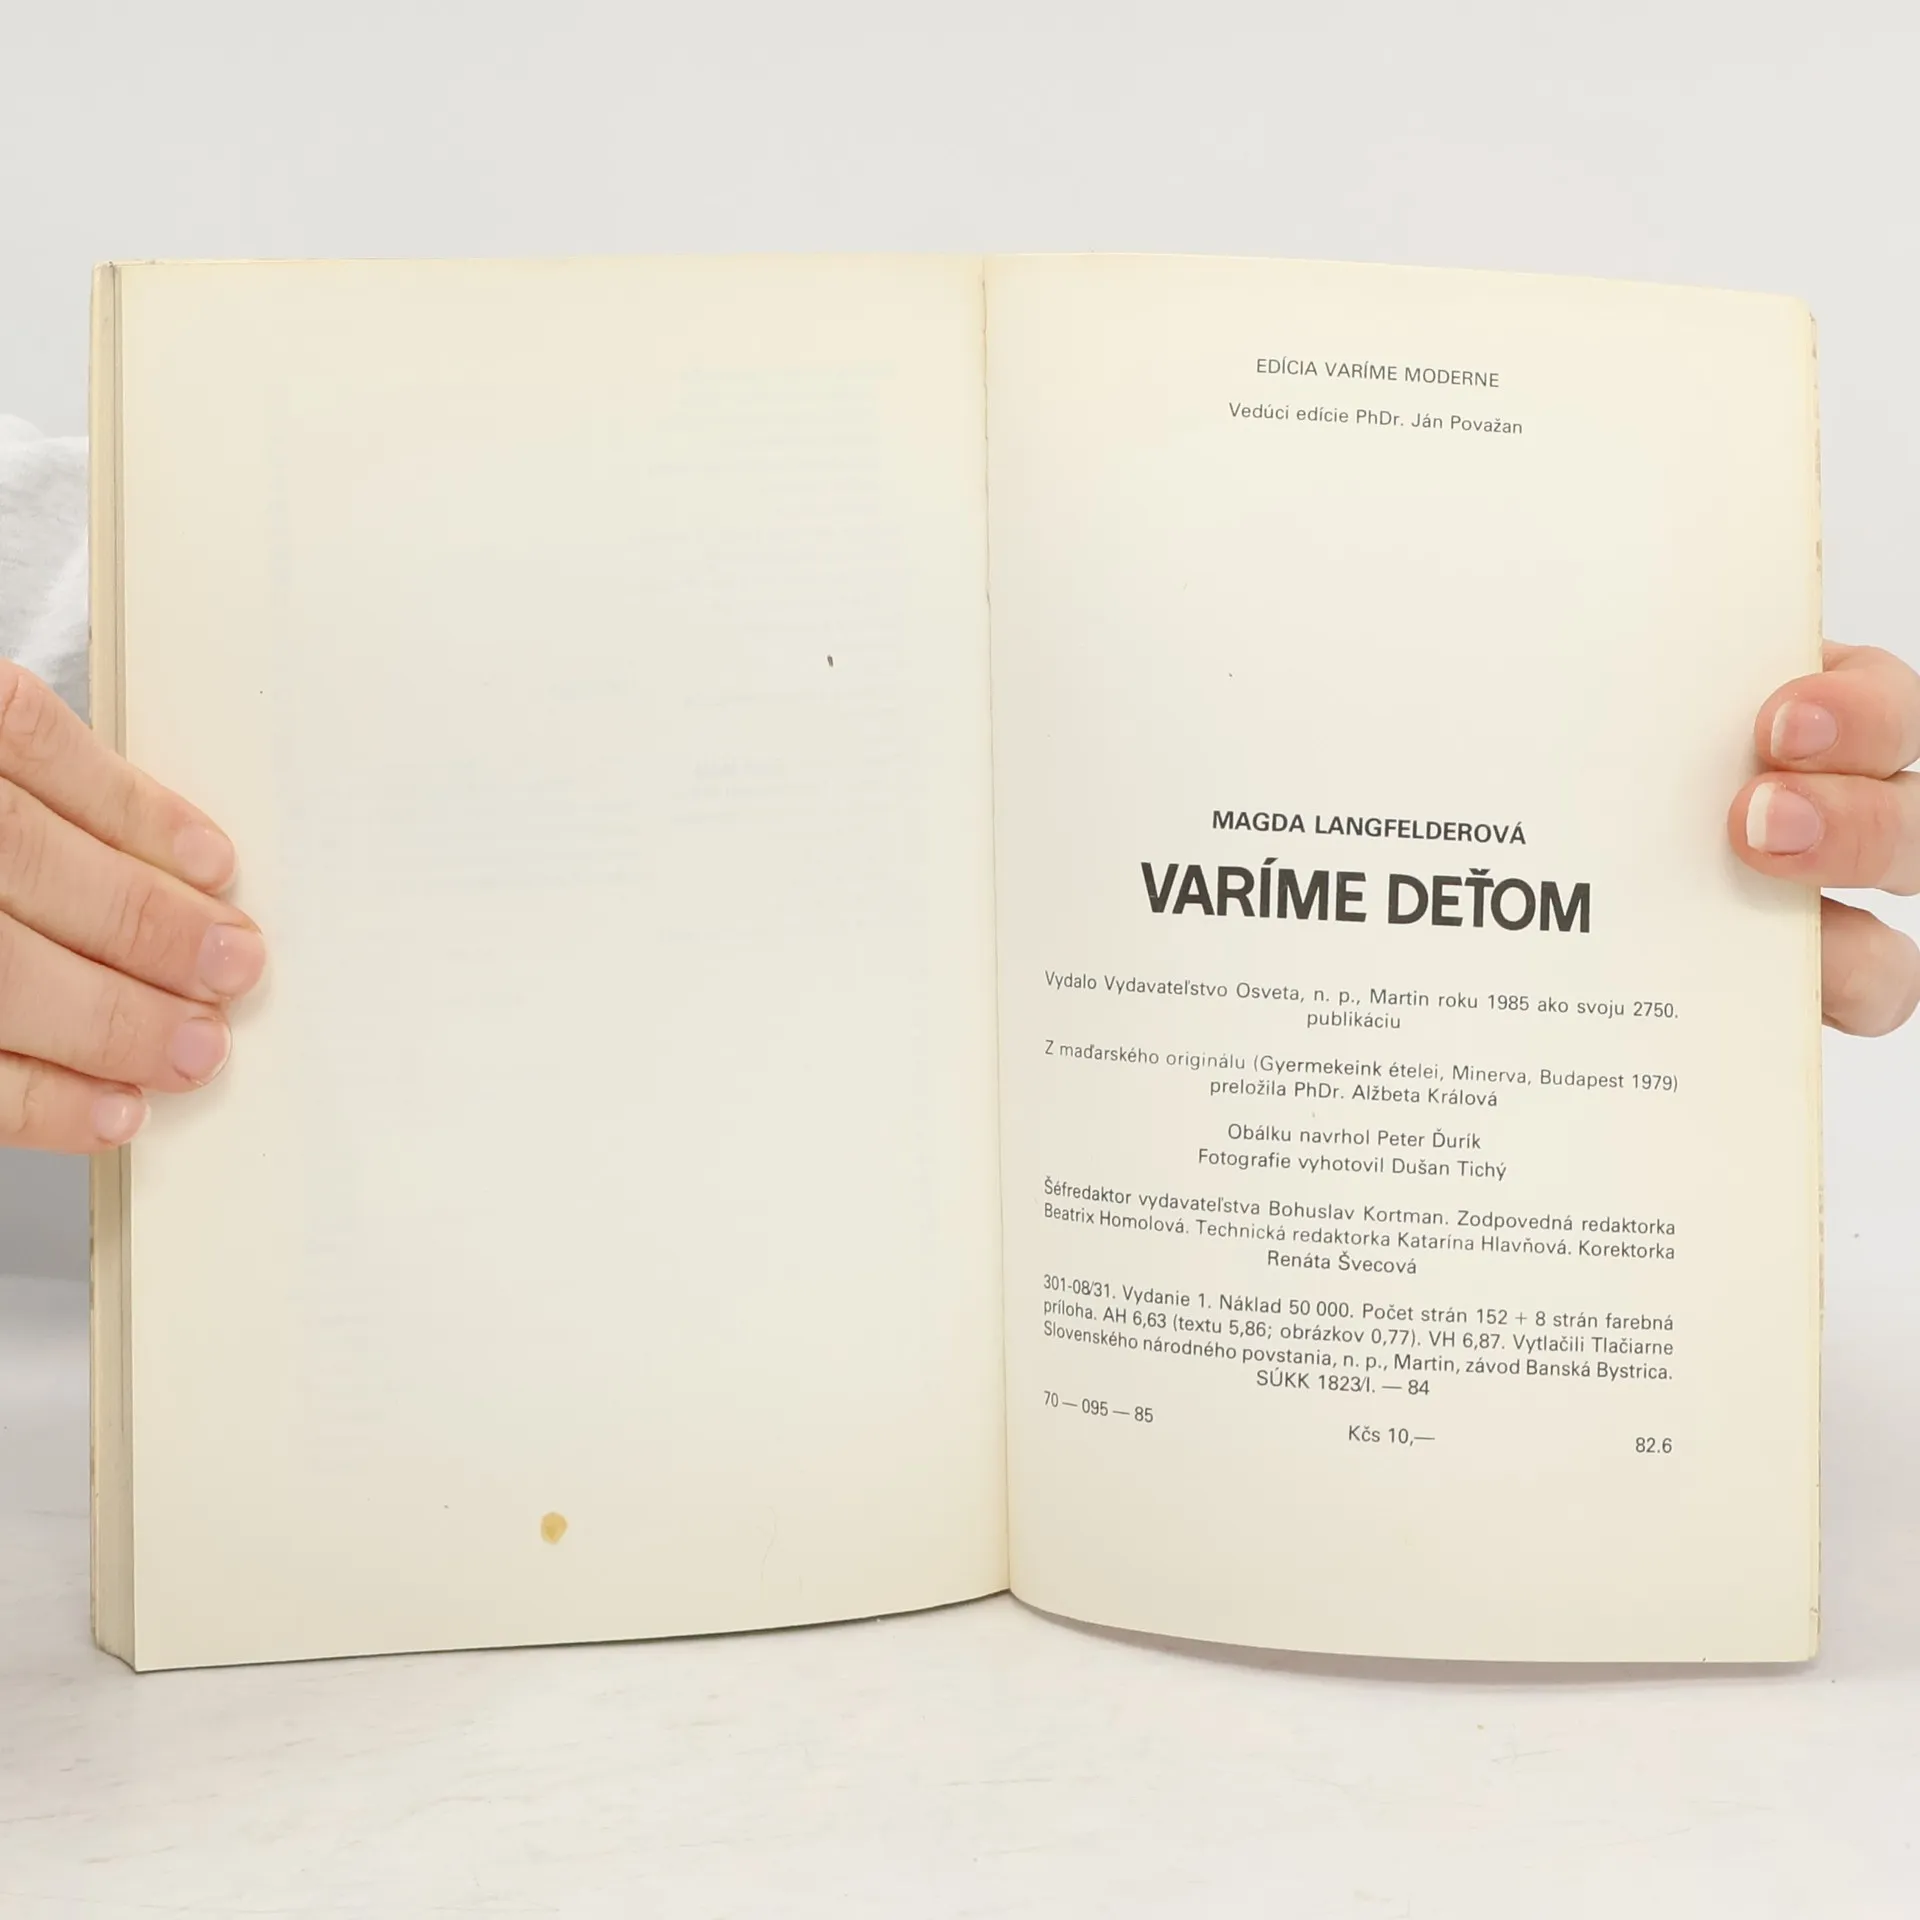 EDÍCIA VARÍME MODERNE
Vedúci edície PhDr. Ján Považan
MAGDA LANGFELDEROVÁ
VARÍME DEŤOM
Vydalo Vydavateľstvo Osveta, n. p., Martin roku 1985 ako svoju 2750.
publikáciu
Z maďarského originálu (Gyermekeink ételei, Minerva, Budapest 1979)
preložila PhDr. Alžbeta Králová
Obálku navrhol Peter Ďurík
Fotografie vyhotovil Dušan Tichý
Šéfredaktor vydavateľstva Bohuslav Kortman. Zodpovedná redaktorka
Beatrix Homolová. Technická redaktorka Katarína Hlavňová. Korektorka
Renáta Švecová
301-08/31. Vydanie 1. Náklad 50 000. Počet strán 152 + 8 strán farebná
príloha. AH 6,63 (textu 5,86; obrázkov 0,77). VH 6,87. Vytlačili Tlačiarne
Slovenského národného povstania, n. p., Martin, závod Banská Bystrica.
SÚKK 1823/I. — 84
70 — 095 — 85
Kčs 10,—
82.6